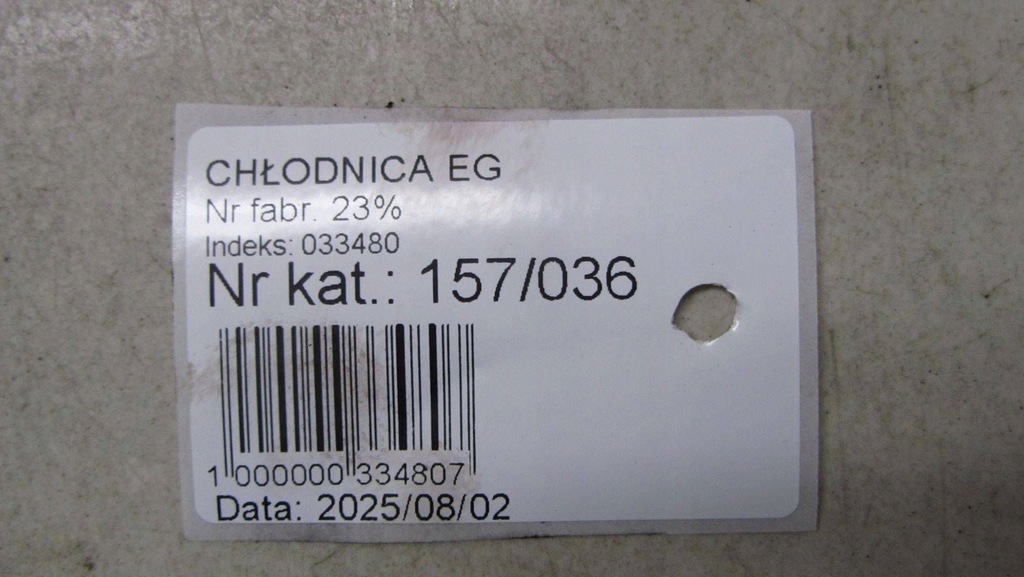 CHŁODNICA EG
Nr fabr. 23%
Indeks: 033480
Nr kat.: 157/036
1 000000 334807
Data: 2025/08/02